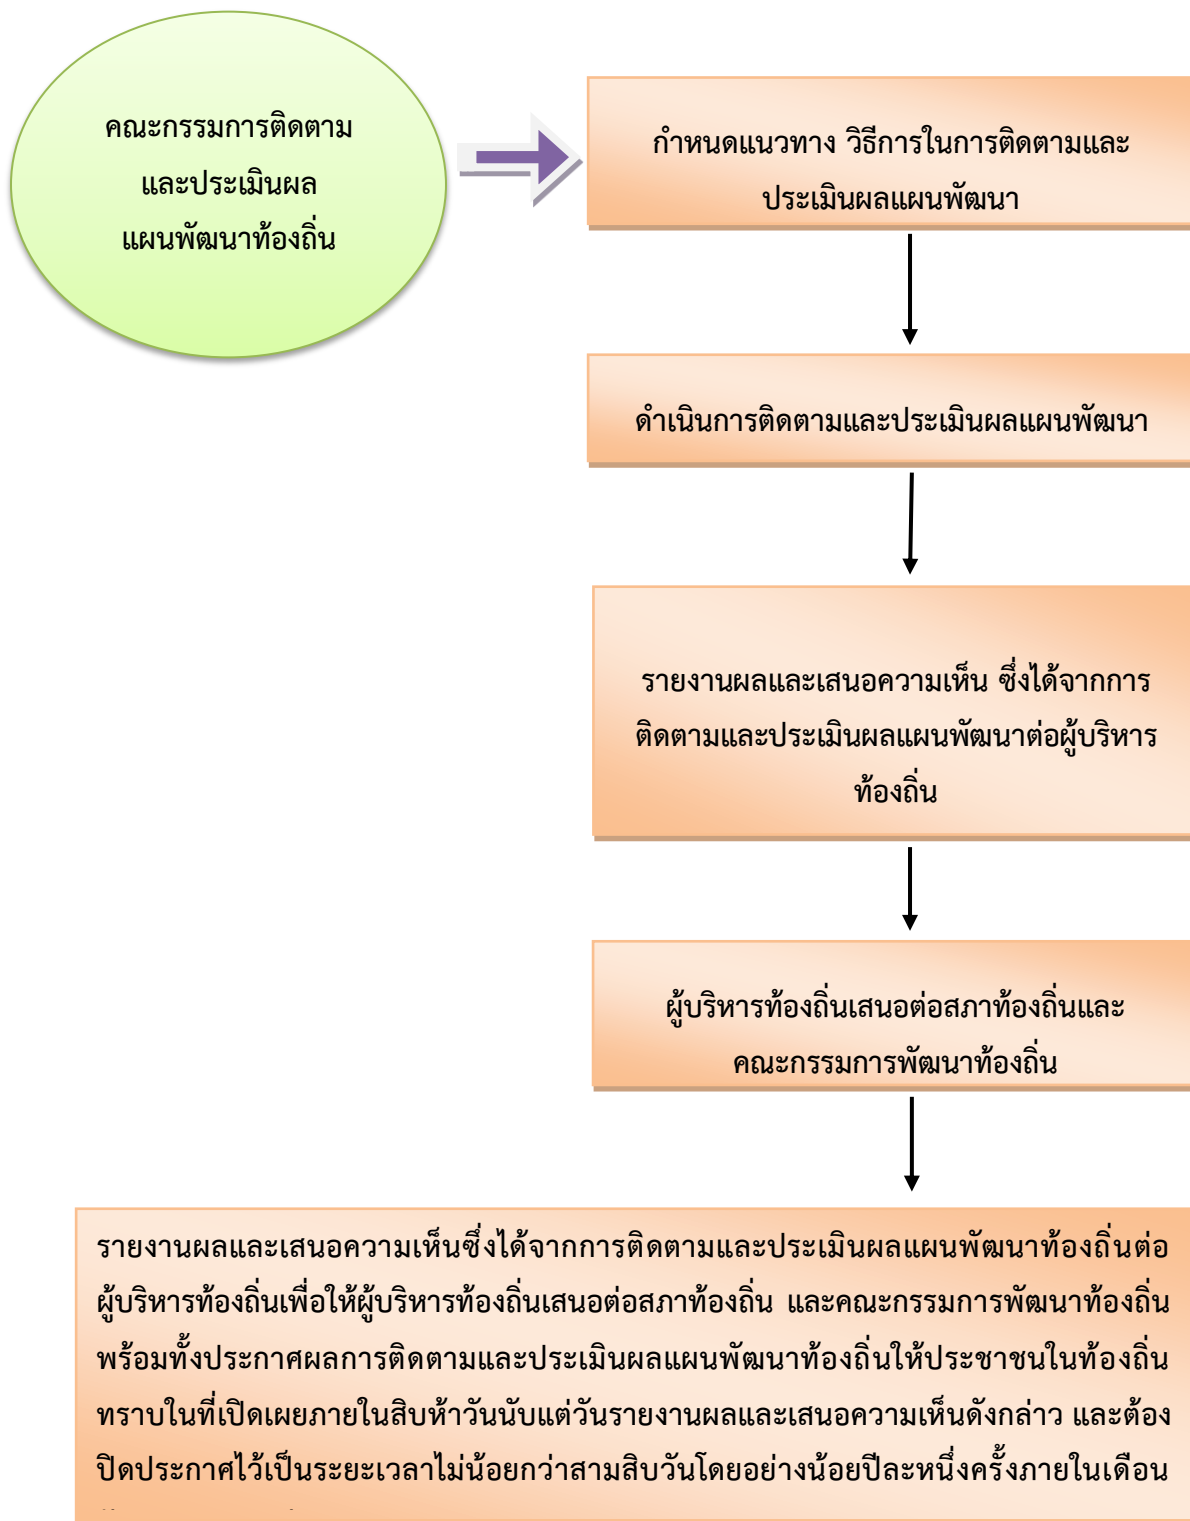 คณะกรรมการติดตาม
และประเมินผล
แผนพัฒนาท้องถิ่น
กำหนดแนวทาง วิธีการในการติดตามและ
ประเมินผลแผนพัฒนา
ดำเนินการติดตามและประเมินผลแผนพัฒนา
รายงานผลและเสนอความเห็น ซึ่งได้จากการ
ติดตามและประเมินผลแผนพัฒนาต่อผู้บริหาร
ท้องถิ่น
ผู้บริหารท้องถิ่นเสนอต่อสภาท้องถิ่นและ
คณะกรรมการพัฒนาท้องถิ่น
รายงานผลและเสนอความเห็นซึ่งได้จากการติดตามและประเมินผลแผนพัฒนาท้องถิ่นต่อ
ผู้บริหารท้องถิ่นเพื่อให้ผู้บริหารท้องถิ่นเสนอต่อสภาท้องถิ่น และคณะกรรมการพัฒนาท้องถิ่น
พร้อมทั้งประกาศผลการติดตามและประเมินผลแผนพัฒนาท้องถิ่นให้ประชาชนในท้องถิ่น
ทราบในที่เปิดเผยภายในสิบห้าวันนับแต่วันรายงานผลและเสนอความเห็นดังกล่าว และต้อง
ปิดประกาศไว้เป็นระยะเวลาไม่น้อยกว่าสามสิบวันโดยอย่างน้อยปีละหนึ่งครั้งภายในเดือน